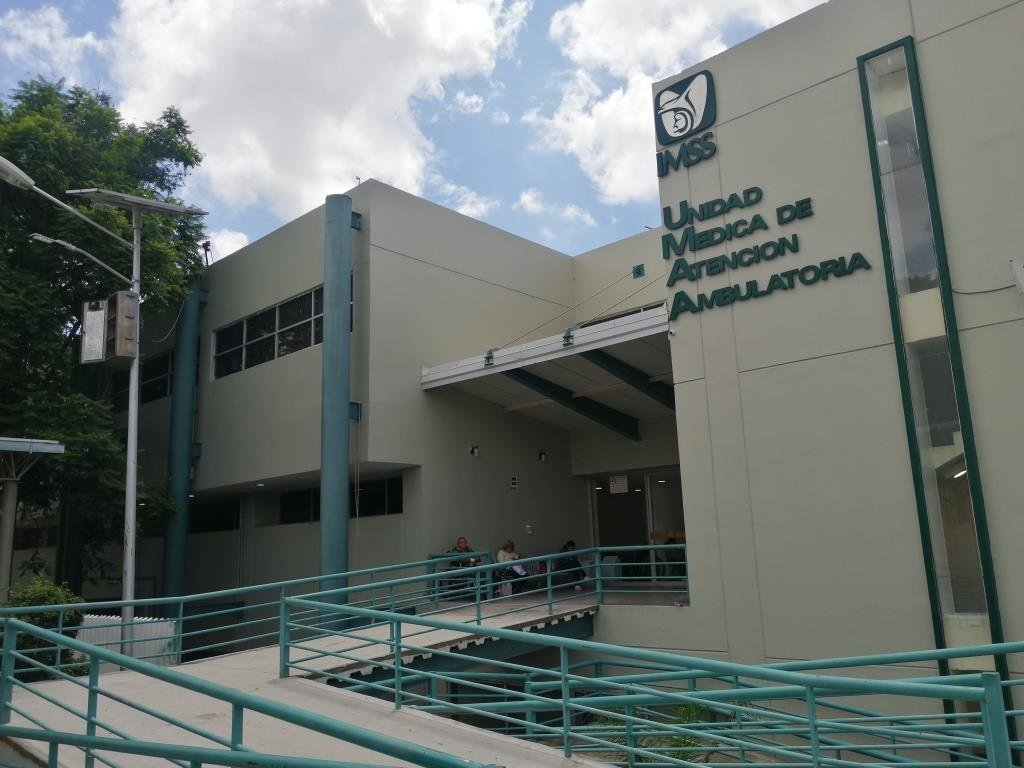 IMSS
UNIDAD
MEDICA DE
ATENCION
AMBULATORIA